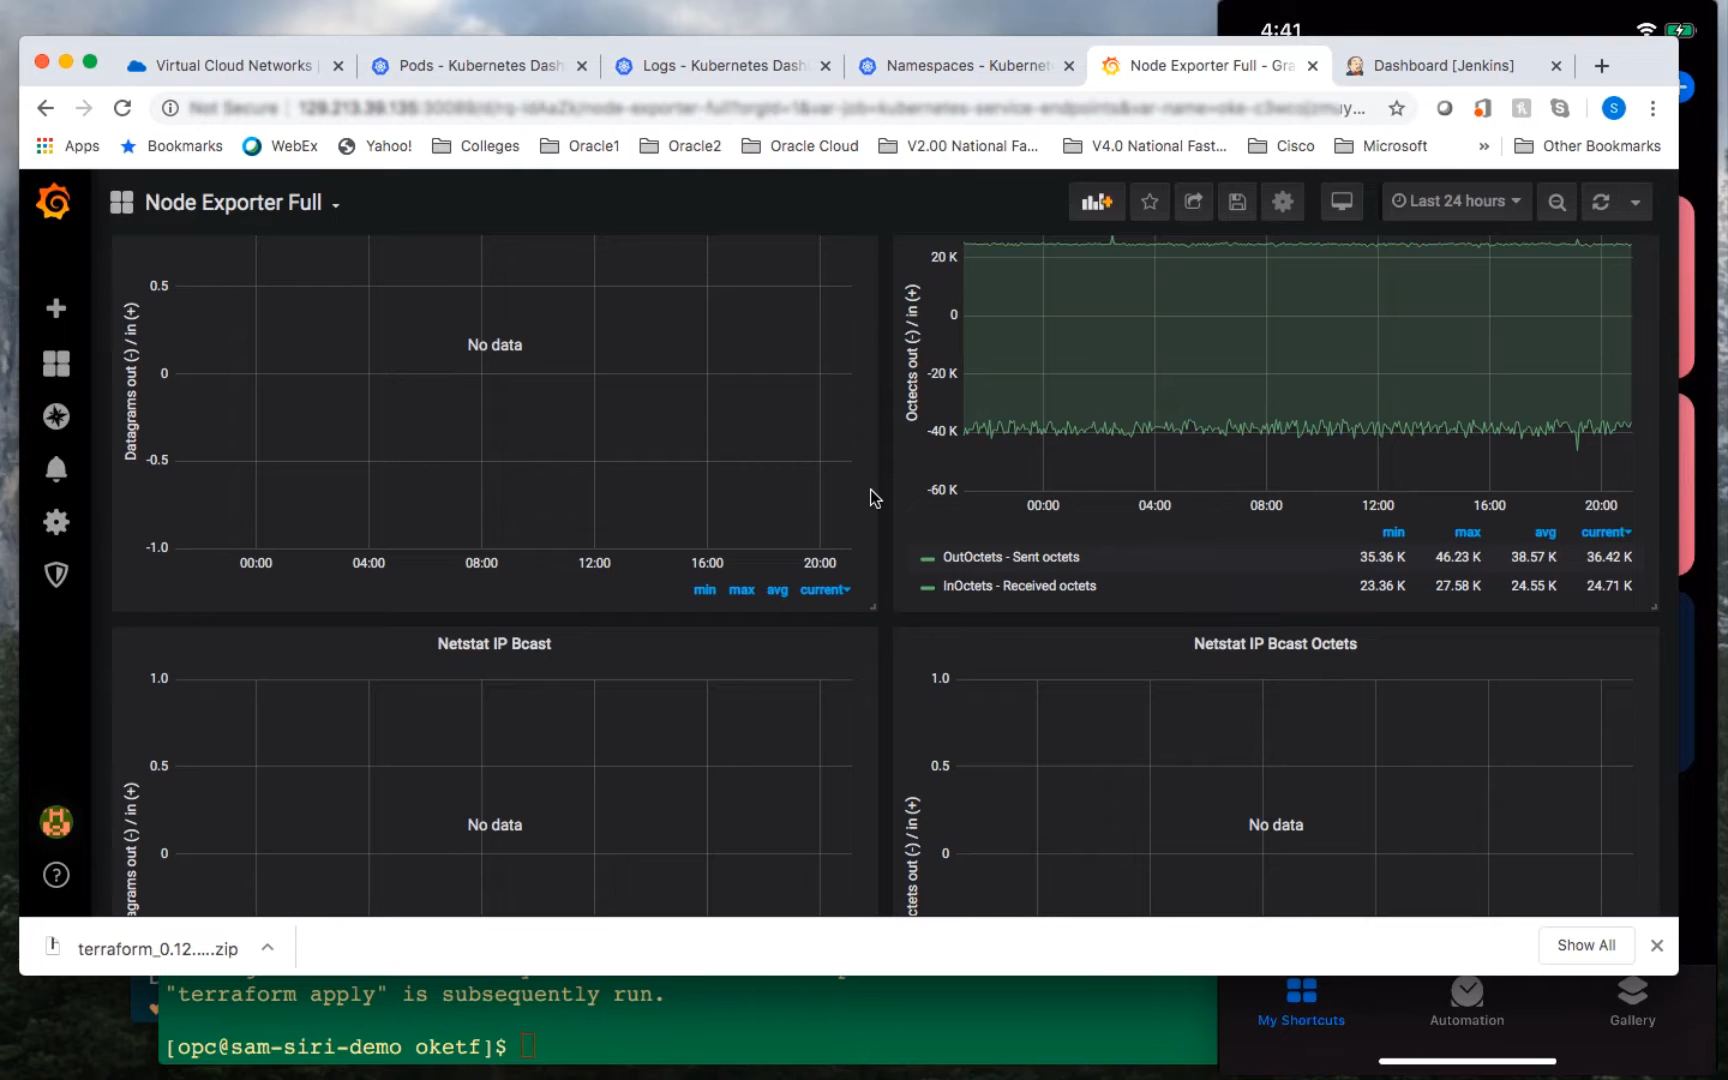 4:41
Virtual Cloud Networks
Pods - Kubernetes Dash
Logs - Kubernetes Dash
Namespaces - Kubernet
Node Exporter Full - Gra
Dashboard [Jenkins]
Not Secure
S
Apps
Bookmarks
WebEx
Yahoo!
Colleges
Oracle1
Oracle2
Oracle Cloud
V2.00 National Fa...
V4.0 National Fast...
Cisco
Microsoft
»
Other Bookmarks
Node Exporter Full
Last 24 hours
0.5
0
-0.5
-1.0
Datagrams out (-) / in (+)
No data
00:00 04:00 08:00 12:00 16:00 20:00
min max avg current
20 K
0
-20 K
-40 K
-60 K
Octects out (-) / in (+)
00:00 04:00 08:00 12:00 16:00 20:00
min max avg current
OutOctets - Sent octets 35.36 K 46.23 K 38.57 K 36.42 K
InOctets - Received octets 23.36 K 27.58 K 24.55 K 24.71 K
Netstat IP Bcast
1.0
0.5
0
agrams out (-) / in (+)
No data
Netstat IP Bcast Octets
1.0
0.5
0
ctets out (-) / in (+)
No data
terraform_0.12.....zip
Show All
"terraform apply" is subsequently run.
[opc@sam-siri-demo oketf]$
My Shortcuts
Automation
Gallery